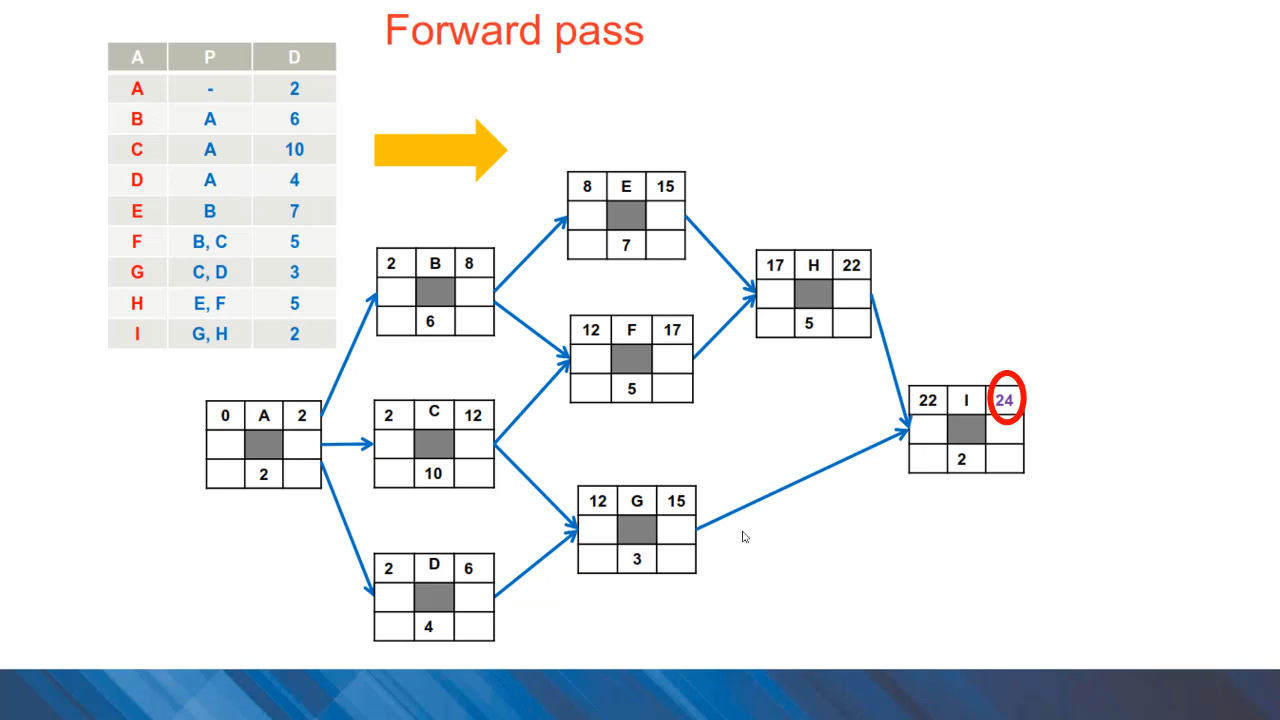 Forward pass
A P D
A - 2
B A 6
C A 10
D A 4
E B 7
F B, C 5
G C, D 3
H E, F 5
I G, H 2
8 E 15
7
2 B 8
6
17 H 22
5
12 F 17
5
0 A 2
2
2 C 12
10
22 I 24
2
12 G 15
3
2 D 6
4